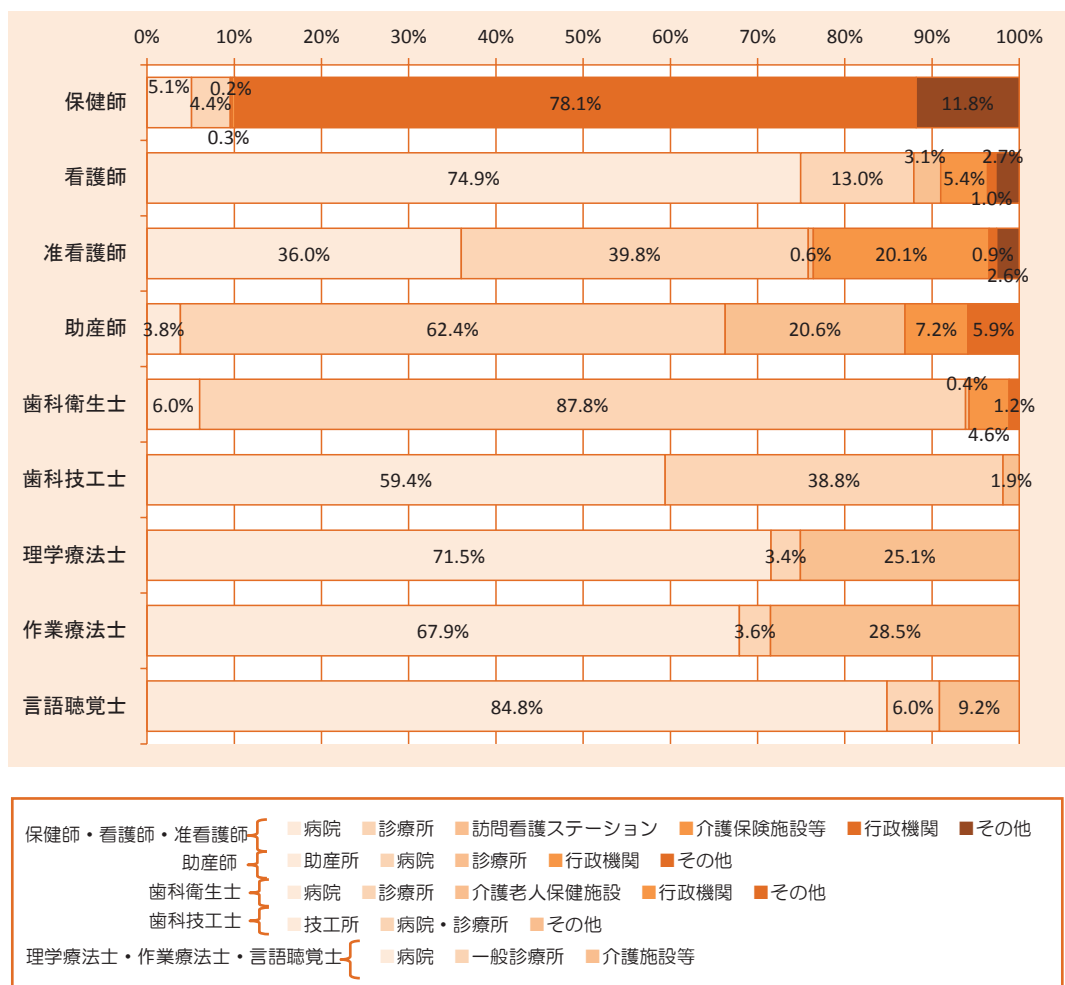 0% 10% 20% 30% 40% 50% 60% 70% 80% 90% 100%
保健師 5.1% 4.4% 0.2% 0.3% 78.1% 11.8%
看護師 74.9% 13.0% 3.1% 5.4% 1.0% 2.7%
准看護師 36.0% 39.8% 0.6% 20.1% 0.9% 2.6%
助産師 3.8% 62.4% 20.6% 7.2% 5.9%
歯科衛生士 6.0% 87.8% 0.4% 4.6% 1.2%
歯科技工士 59.4% 38.8% 1.9%
理学療法士 71.5% 3.4% 25.1%
作業療法士 67.9% 3.6% 28.5%
言語聴覚士 84.8% 6.0% 9.2%
保健師・看護師・准看護師 病院 診療所 訪問看護ステーション 介護保険施設等 行政機関 その他
助産師 助産所 病院 診療所 行政機関 その他
歯科衛生士 病院 診療所 介護老人保健施設 行政機関 その他
歯科技工士 技工所 病院・診療所 その他
理学療法士・作業療法士・言語聴覚士 病院 一般診療所 介護施設等